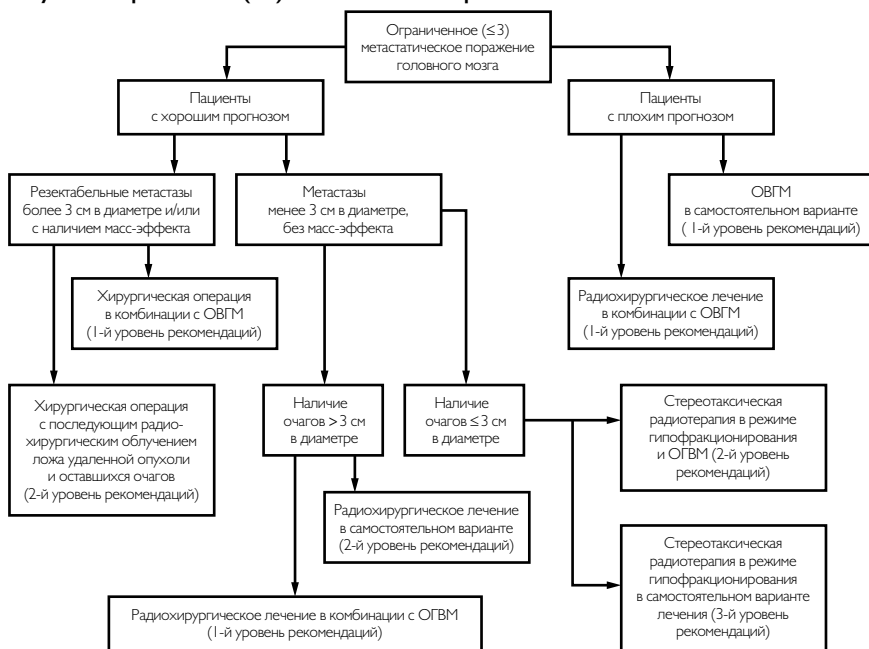 Ограниченное (≤ 3)
метастатическое поражение
головного мозга
Пациенты
с хорошим прогнозом
Пациенты
с плохим прогнозом
Резектабельные метастазы
более 3 см в диаметре и/или
с наличием масс-эффекта
Метастазы
менее 3 см в диаметре,
без масс-эффекта
ОВГМ
в самостоятельном варианте
( 1-й уровень рекомендаций)
Хирургическая операция
в комбинации с ОВГМ
(1-й уровень рекомендаций)
Радиохирургическое лечение
в комбинации с ОВГМ
(1-й уровень рекомендаций)
Хирургическая операция
с последующим радио-
хирургическим облучением
ложа удаленной опухоли
и оставшихся очагов
(2-й уровень рекомендаций)
Наличие
очагов > 3 см
в диаметре
Наличие
очагов ≤ 3 см
в диаметре
Стереотаксическая
радиотерапия в режиме
гипофракционирования
и ОГВМ (2-й уровень
рекомендаций)
Радиохирургическое лечение
в самостоятельном варианте
(2-й уровень рекомендаций)
Стереотаксическая
радиотерапия в режиме
гипофракционирования
в самостоятельном варианте
лечения (3-й уровень
рекомендаций)
Радиохирургическое лечение в комбинации с ОГВМ
(1-й уровень рекомендаций)